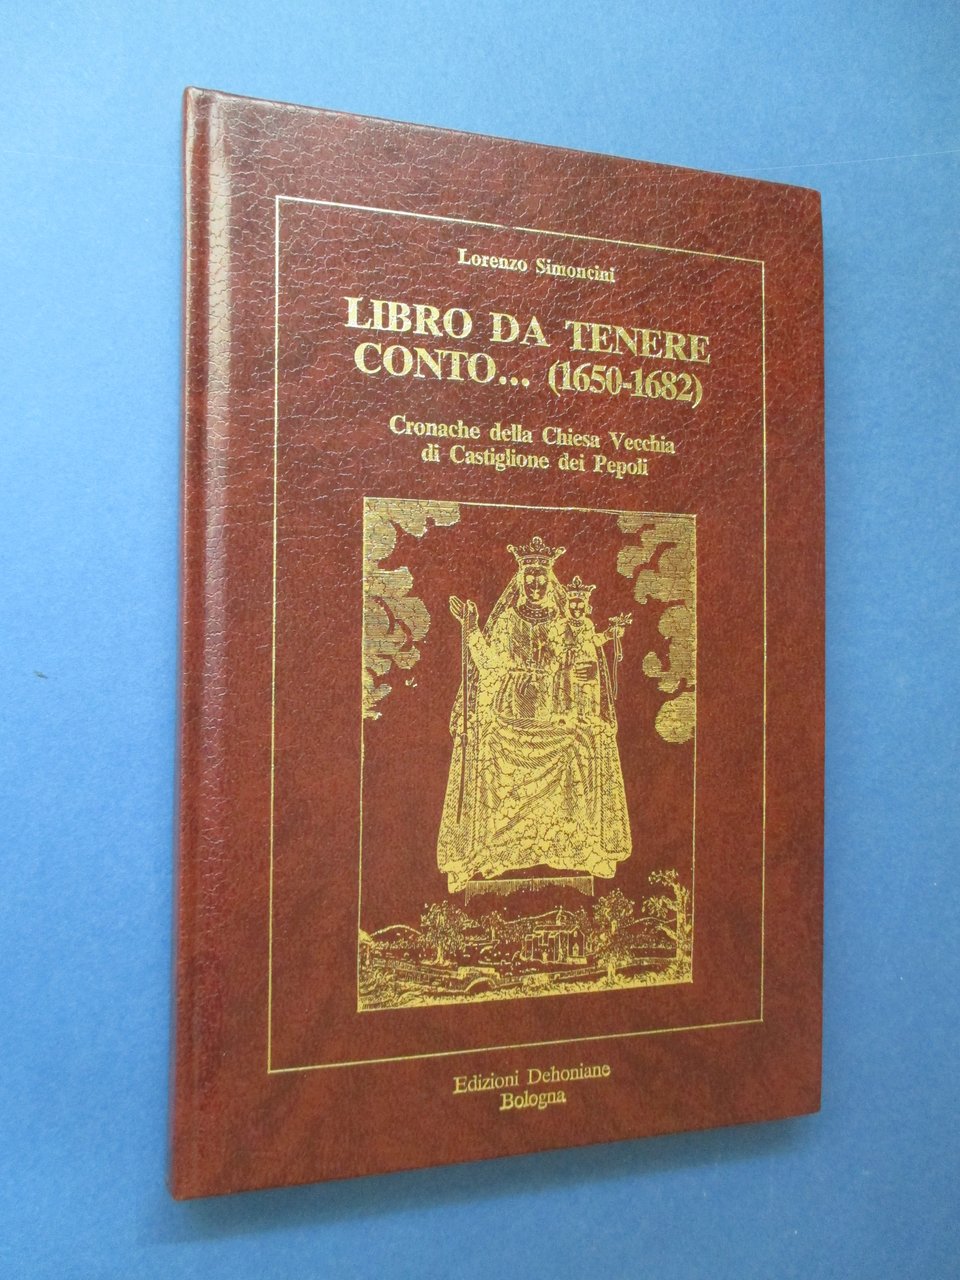 Lorenzo Simoncini
LIBRO DA TENERE
CONTO... (1650-1682)
Cronache della Chiesa Vecchia
di Castiglione dei Pepoli
Edizioni Dehoniane
Bologna